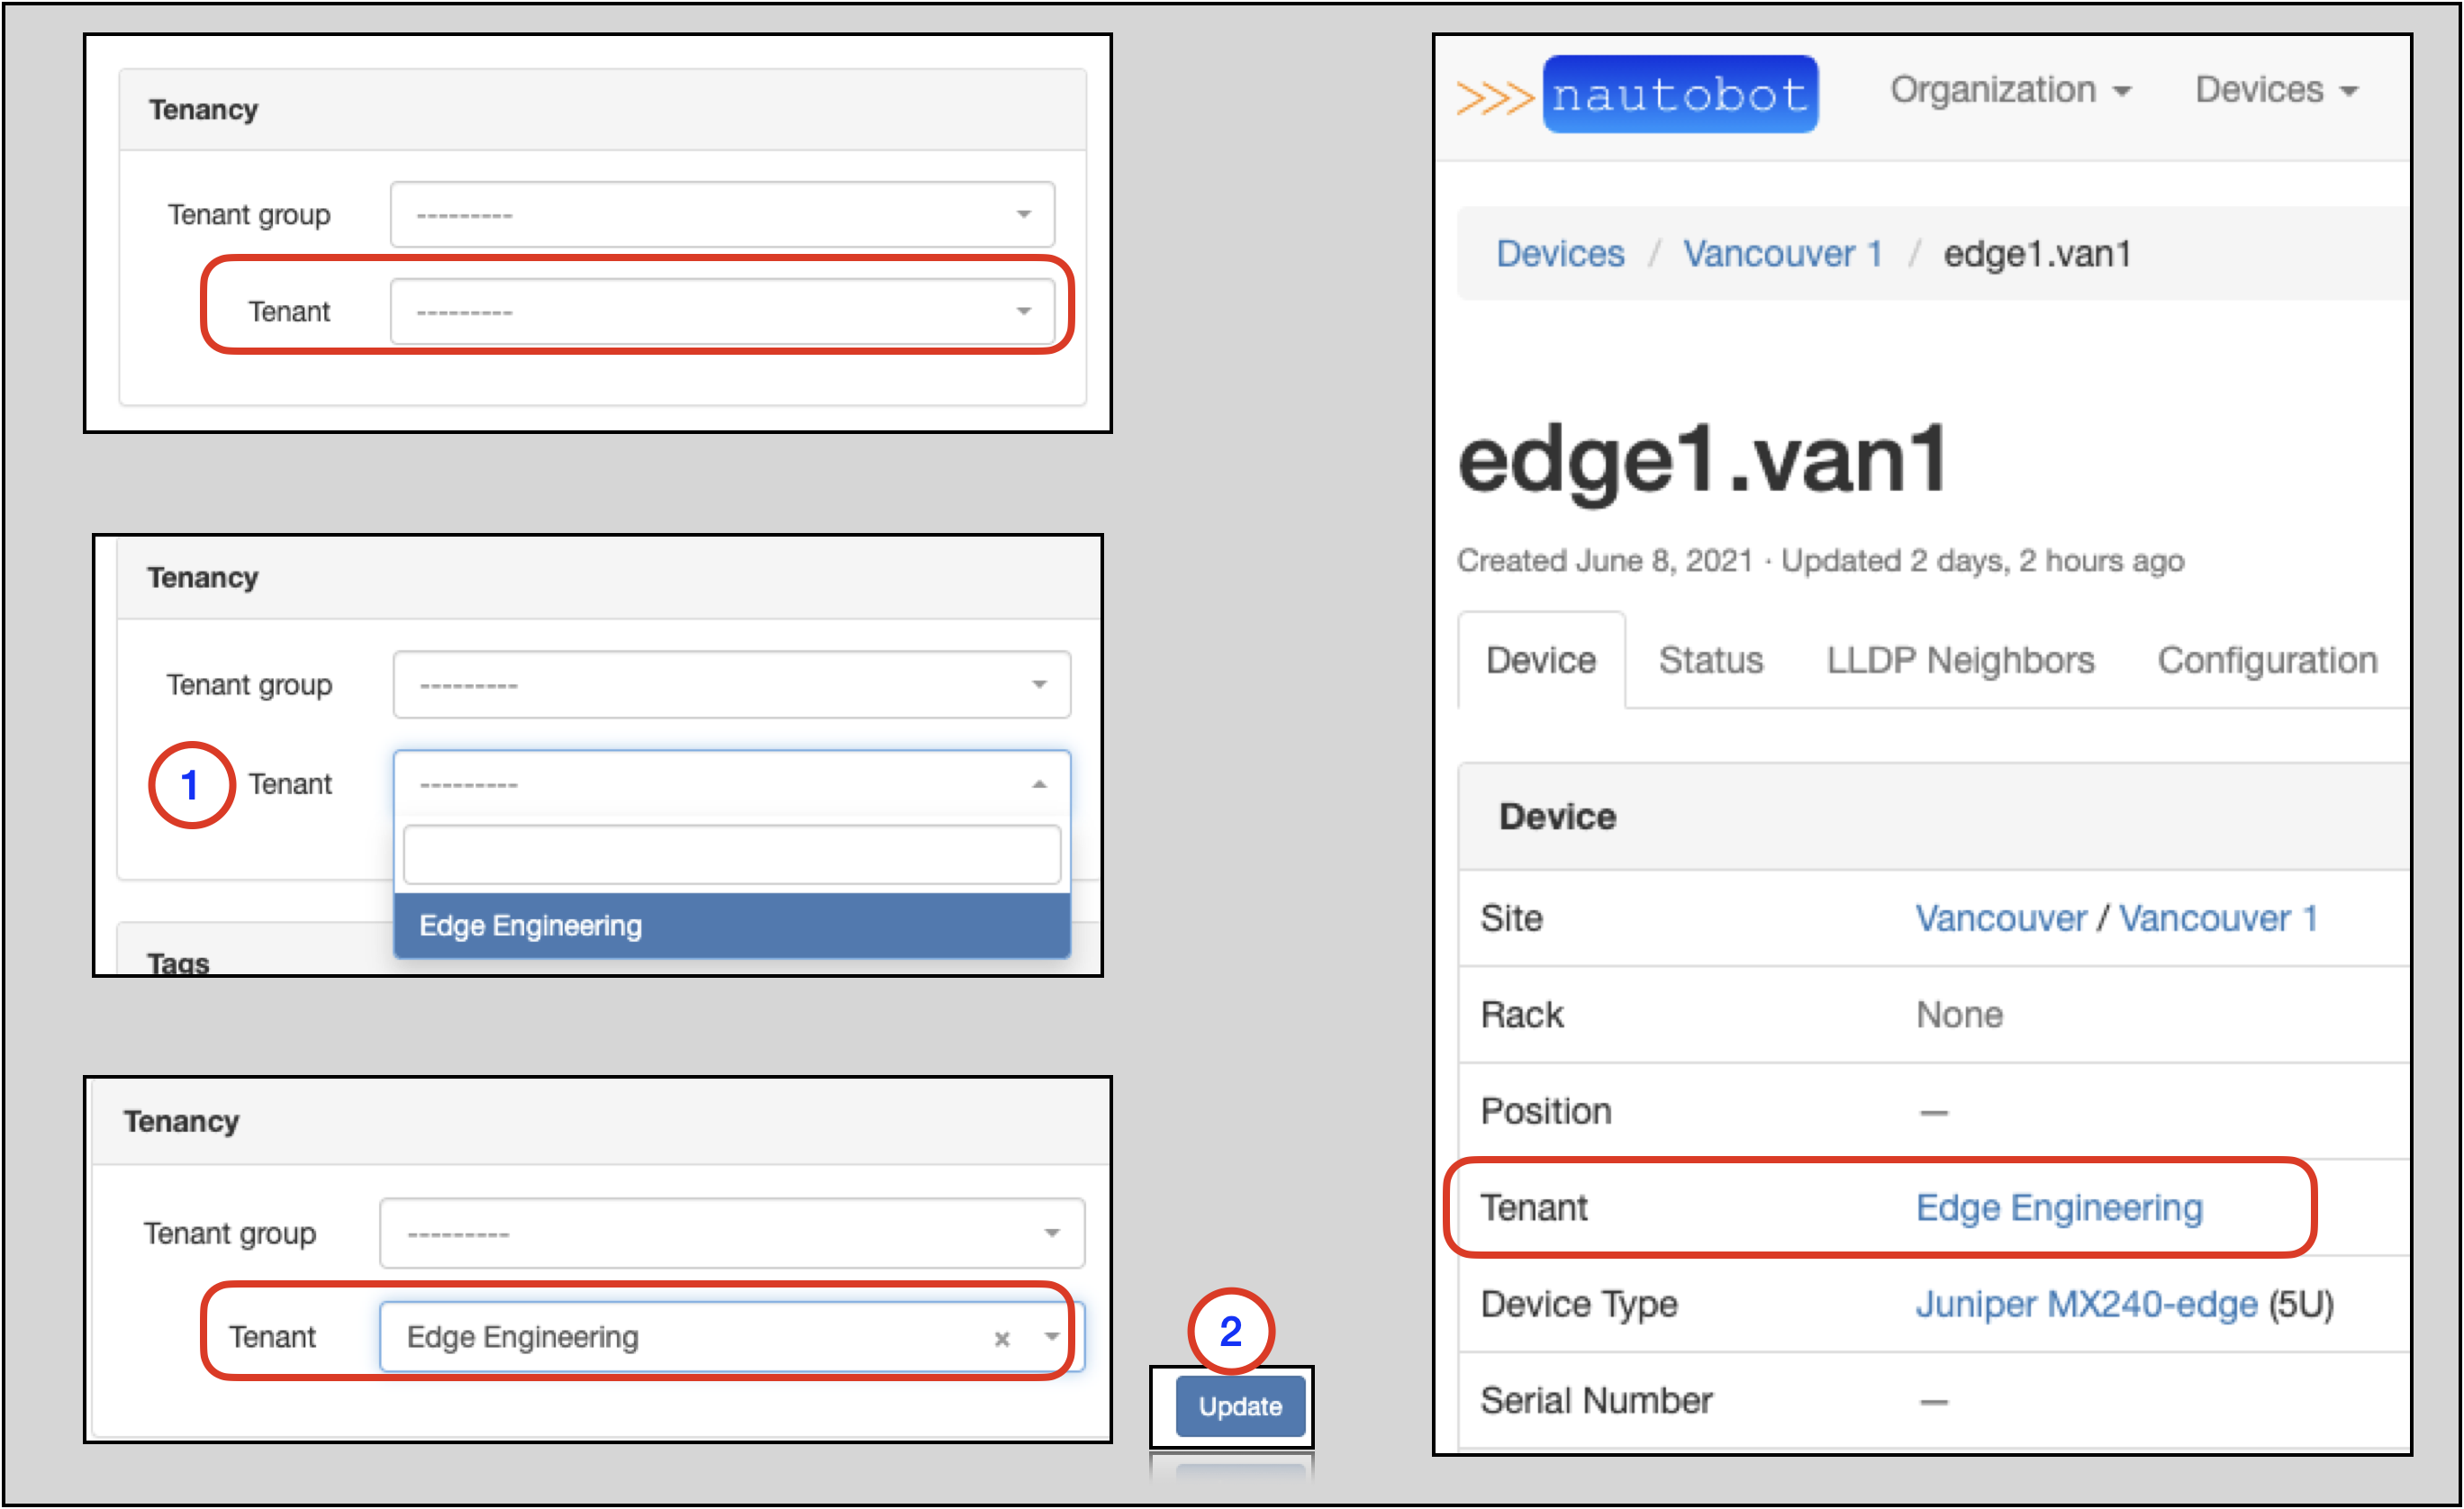 Tenancy
Tenant group ---------
Tenant ---------
Tenancy
Tenant group ---------
1 Tenant ---------
Edge Engineering
Tags
Tenancy
Tenant group ---------
Tenant Edge Engineering × 
2
Update
>>> nautobot Organization Devices
Devices / Vancouver 1 / edge1.van1
edge1.van1
Created June 8, 2021 · Updated 2 days, 2 hours ago
Device Status LLDP Neighbors Configuration
Device
Site Vancouver / Vancouver 1
Rack None
Position —
Tenant Edge Engineering
Device Type Juniper MX240-edge (5U)
Serial Number —